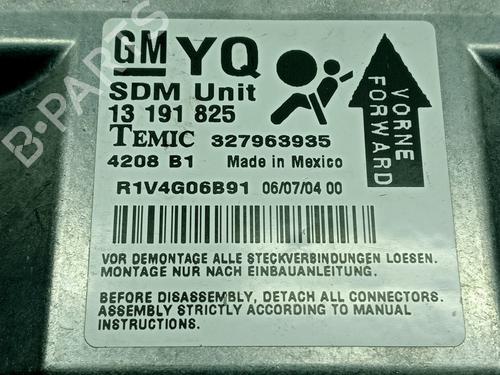 GM YQ
SDM Unit
13 191 825
TEMIC 327963935
4208 B1 Made in Mexico
R1V4G06B91 06/07/04 00
VORNE
FORWARD
VOR DEMONTAGE ALLE STECKVERBINDUNGEN LOESEN.
MONTAGE NUR NACH EINBAUANLEITUNG.
BEFORE DISASSEMBLY, DETACH ALL CONNECTORS.
ASSEMBLY STRICTLY ACCORDING TO MANUAL
INSTRUCTIONS.
B-PARTS